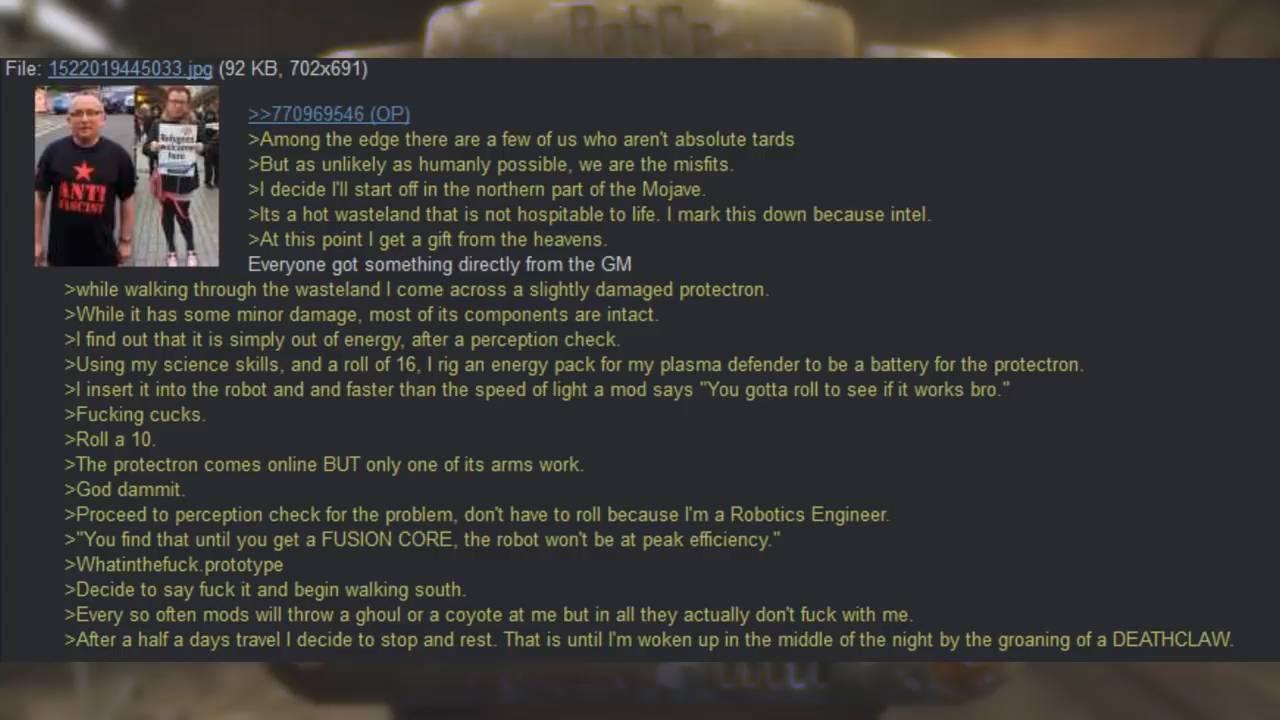 RobCo
File: 1522019445033.jpg (92 KB, 702x691)
ANTI
FASCIST
Refugees
welcome
here
>>770969546 (OP)
>Among the edge there are a few of us who aren't absolute tards
>But as unlikely as humanly possible, we are the misfits.
>I decide I'll start off in the northern part of the Mojave.
>Its a hot wasteland that is not hospitable to life. I mark this down because intel.
>At this point I get a gift from the heavens.
Everyone got something directly from the GM
>while walking through the wasteland I come across a slightly damaged protectron.
>While it has some minor damage, most of its components are intact.
>I find out that it is simply out of energy, after a perception check.
>Using my science skills, and a roll of 16, I rig an energy pack for my plasma defender to be a battery for the protectron.
>I insert it into the robot and and faster than the speed of light a mod says "You gotta roll to see if it works bro."
>Fucking cucks.
>Roll a 10.
>The protectron comes online BUT only one of its arms work.
>God dammit.
>Proceed to perception check for the problem, don't have to roll because I'm a Robotics Engineer.
>"You find that until you get a FUSION CORE, the robot won't be at peak efficiency."
>Whatinthefuck.prototype
>Decide to say fuck it and begin walking south.
>Every so often mods will throw a ghoul or a coyote at me but in all they actually don't fuck with me.
>After a half a days travel I decide to stop and rest. That is until I'm woken up in the middle of the night by the groaning of a DEATHCLAW.